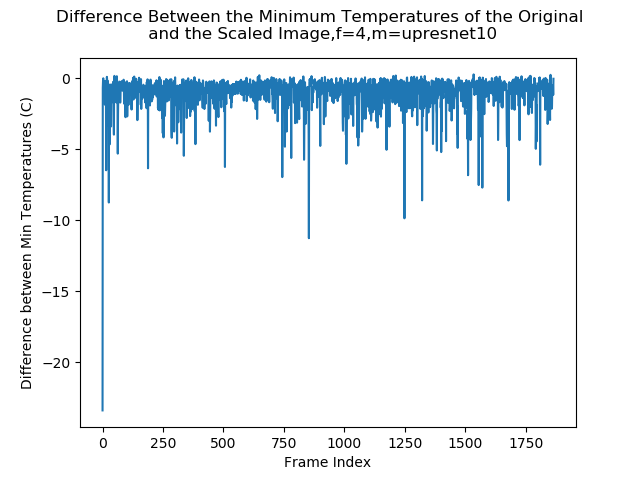 Difference Between the Minimum Temperatures of the Original
and the Scaled Image,f=4,m=upresnet10
0
−5
−10
−15
−20
Difference between Min Temperatures (C)
0 250 500 750 1000 1250 1500 1750
Frame Index